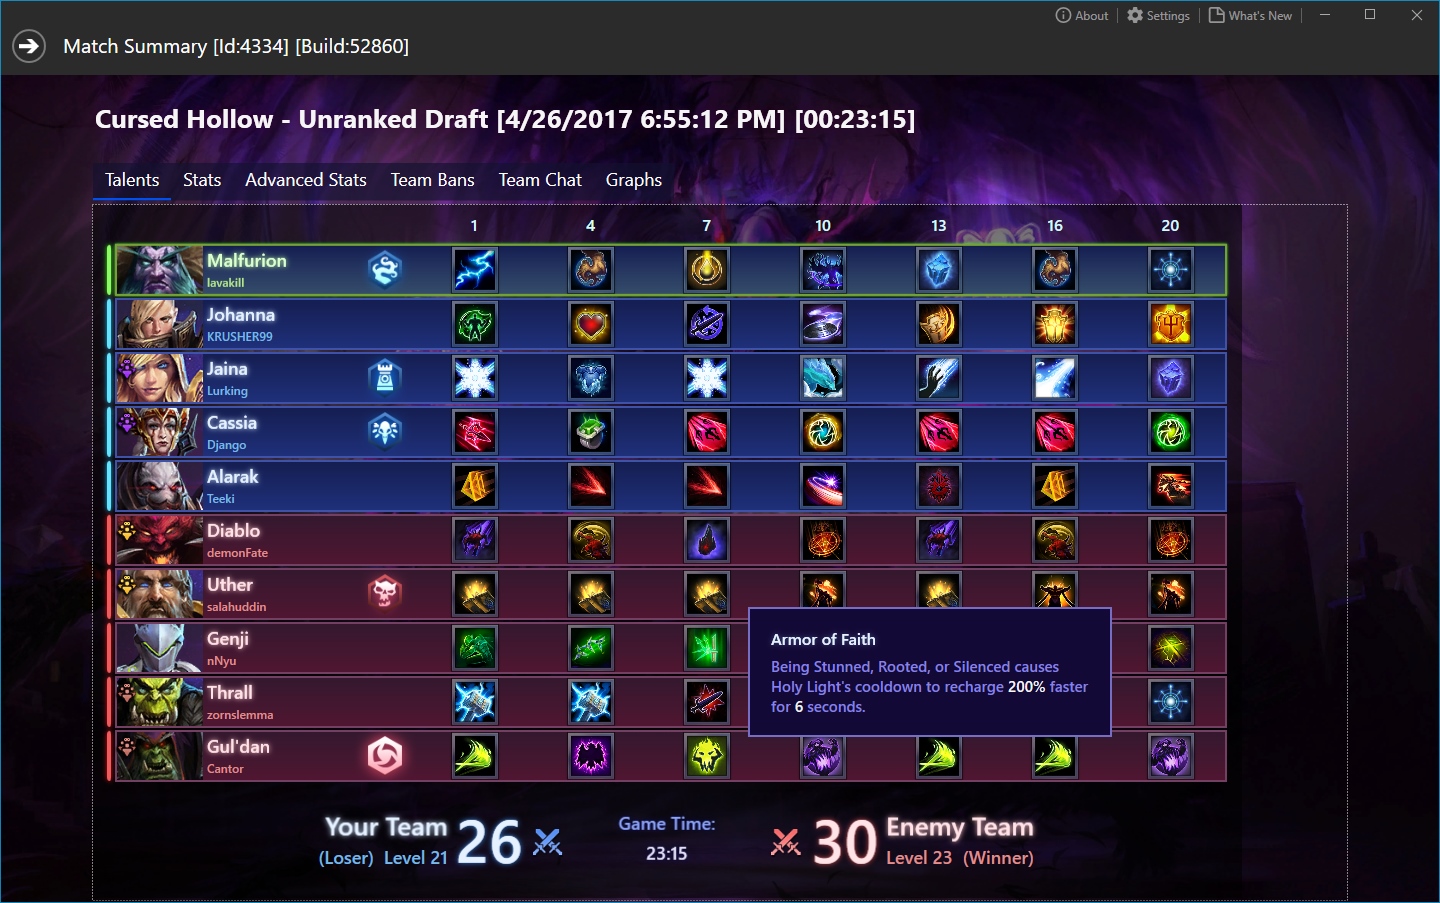 About
Settings
What's New
Match Summary [Id:4334] [Build:52860]
Cursed Hollow - Unranked Draft [4/26/2017 6:55:12 PM] [00:23:15]
Talents Stats Advanced Stats Team Bans Team Chat Graphs
1 4 7 10 13 16 20
Malfurion
lavakill
Johanna
KRUSHER99
Jaina
Lurking
Cassia
Django
Alarak
Teeki
Diablo
demonFate
Uther
salahuddin
Genji
nNyu
Thrall
zornslemma
Gul'dan
Cantor
Armor of Faith
Being Stunned, Rooted, or Silenced causes
Holy Light's cooldown to recharge 200% faster
for 6 seconds.
Your Team
(Loser) Level 21
26
Game Time:
23:15
30
Enemy Team
Level 23 (Winner)